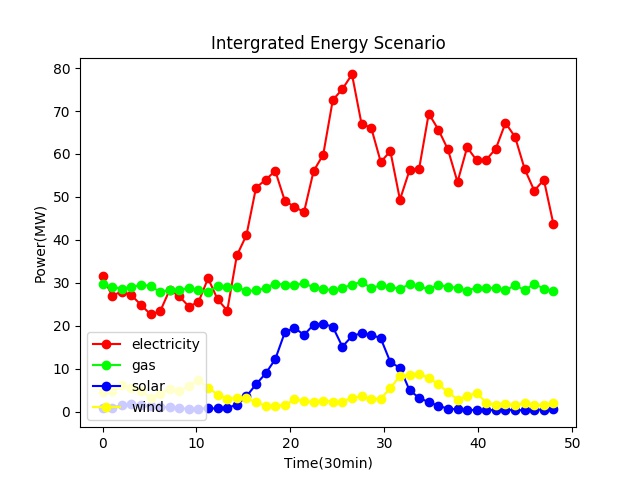 Intergrated Energy Scenario
80
70
60
50
40
30
20
10
0
Power(MW)
electricity
gas
solar
wind
0 10 20 30 40 50
Time(30min)